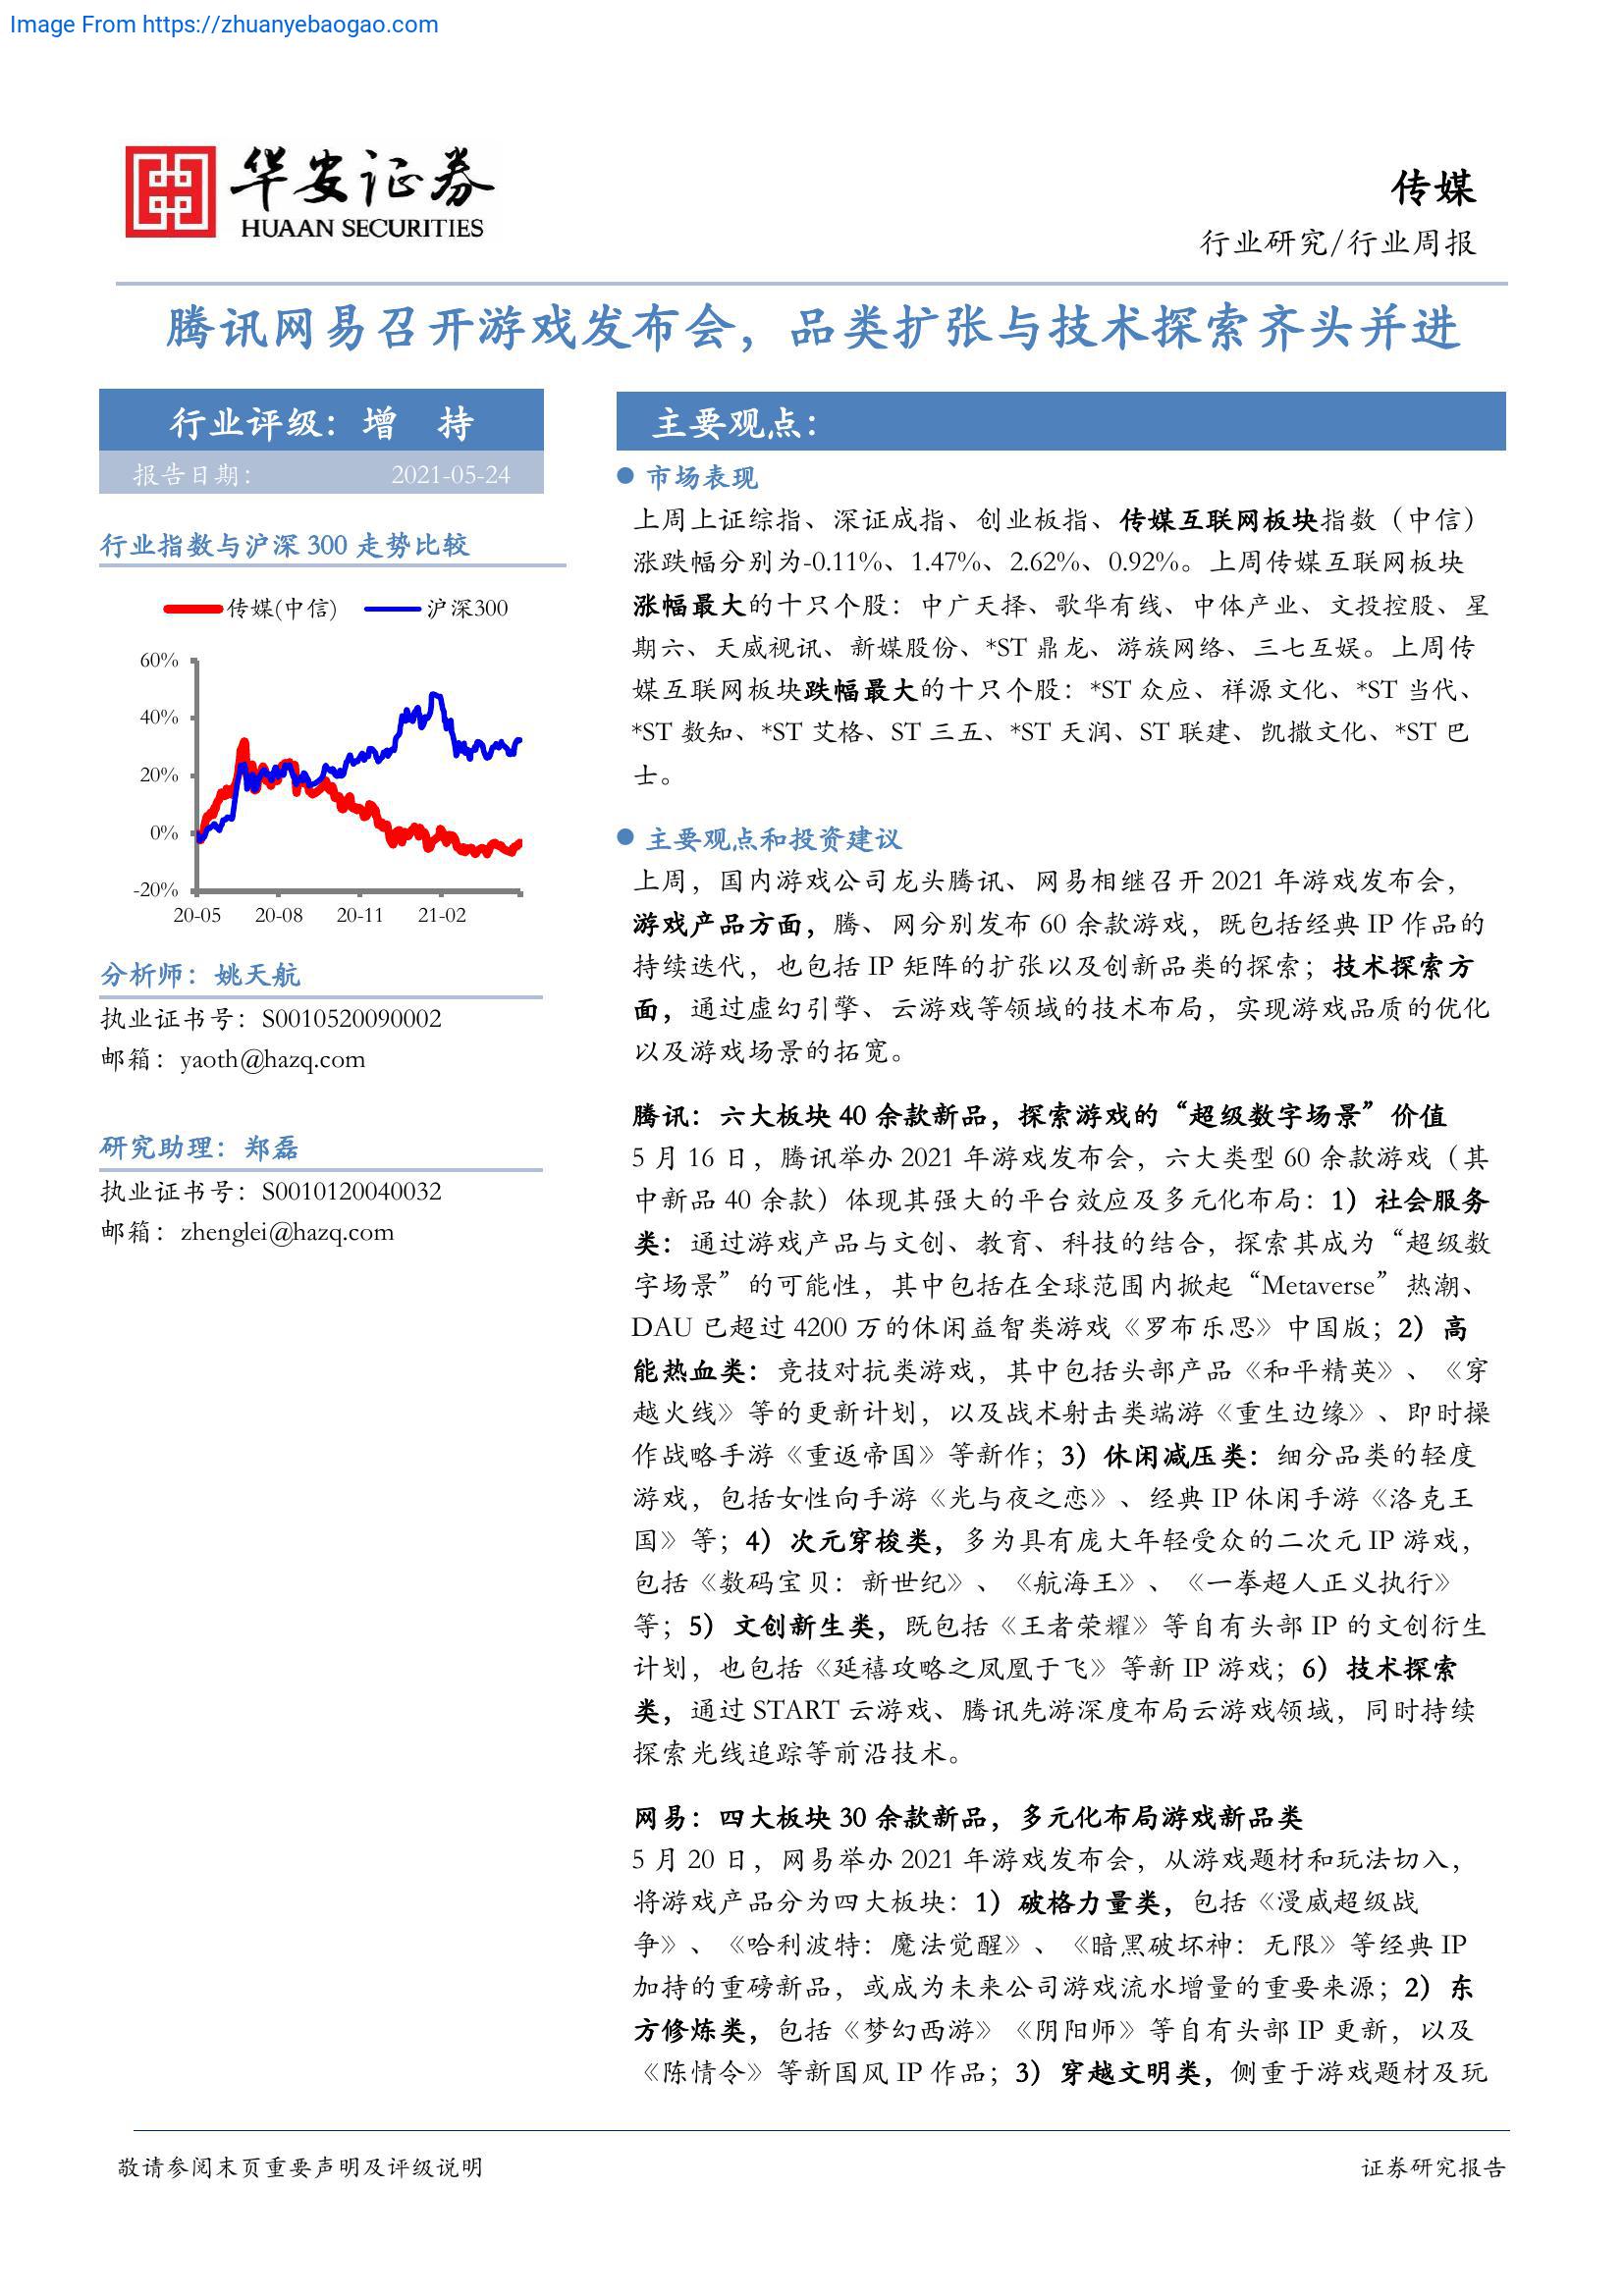 Image From https://zhuanyebaogao.com
华安证券
HUAAN SECURITIES
传媒
行业研究/行业周报
腾讯网易召开游戏发布会，品类扩张与技术探索齐头并进
行业评级：增 持
报告日期： 2021-05-24
行业指数与沪深 300 走势比较
传媒(中信) 沪深300
60%
40%
20%
0%
-20%
20-05 20-08 20-11 21-02
分析师：姚天航
执业证书号：S0010520090002
邮箱：yaoth@hazq.com
研究助理：郑磊
执业证书号：S0010120040032
邮箱：zhenglei@hazq.com
主要观点：
市场表现
上周上证综指、深证成指、创业板指、传媒互联网板块指数（中信）
涨跌幅分别为-0.11%、1.47%、2.62%、0.92%。上周传媒互联网板块
涨幅最大的十只个股：中广天择、歌华有线、中体产业、文投控股、星
期六、天威视讯、新媒股份、*ST 鼎龙、游族网络、三七互娱。上周传
媒互联网板块跌幅最大的十只个股：*ST 众应、祥源文化、*ST 当代、
*ST 数知、*ST 艾格、ST 三五、*ST 天润、ST 联建、凯撒文化、*ST 巴
士。
主要观点和投资建议
上周，国内游戏公司龙头腾讯、网易相继召开 2021 年游戏发布会，
游戏产品方面，腾、网分别发布 60 余款游戏，既包括经典 IP 作品的
持续迭代，也包括 IP 矩阵的扩张以及创新品类的探索；技术探索方
面，通过虚幻引擎、云游戏等领域的技术布局，实现游戏品质的优化
以及游戏场景的拓宽。
腾讯：六大板块 40 余款新品，探索游戏的“超级数字场景”价值
5 月 16 日，腾讯举办 2021 年游戏发布会，六大类型 60 余款游戏（其
中新品 40 余款）体现其强大的平台效应及多元化布局：1）社会服务
类：通过游戏产品与文创、教育、科技的结合，探索其成为“超级数
字场景”的可能性，其中包括在全球范围内掀起“Metaverse”热潮、
DAU 已超过 4200 万的休闲益智类游戏《罗布乐思》中国版；2）高
能热血类：竞技对抗类游戏，其中包括头部产品《和平精英》、《穿
越火线》等的更新计划，以及战术射击类端游《重生边缘》、即时操
作战略手游《重返帝国》等新作；3）休闲减压类：细分品类的轻度
游戏，包括女性向手游《光与夜之恋》、经典 IP 休闲手游《洛克王
国》等；4）次元穿梭类，多为具有庞大年轻受众的二次元 IP 游戏，
包括《数码宝贝：新世纪》、《航海王》、《一拳超人正义执行》
等；5）文创新生类，既包括《王者荣耀》等自有头部 IP 的文创衍生
计划，也包括《延禧攻略之凤凰于飞》等新 IP 游戏；6）技术探索
类，通过 START 云游戏、腾讯先游深度布局云游戏领域，同时持续
探索光线追踪等前沿技术。
网易：四大板块 30 余款新品，多元化布局游戏新品类
5 月 20 日，网易举办 2021 年游戏发布会，从游戏题材和玩法切入，
将游戏产品分为四大板块：1）破格力量类，包括《漫威超级战
争》、《哈利波特：魔法觉醒》、《暗黑破坏神：无限》等经典 IP
加持的重磅新品，或成为未来公司游戏流水增量的重要来源；2）东
方修炼类，包括《梦幻西游》《阴阳师》等自有头部 IP 更新，以及
《陈情令》等新国风 IP 作品；3）穿越文明类，侧重于游戏题材及玩
敬请参阅末页重要声明及评级说明
证券研究报告